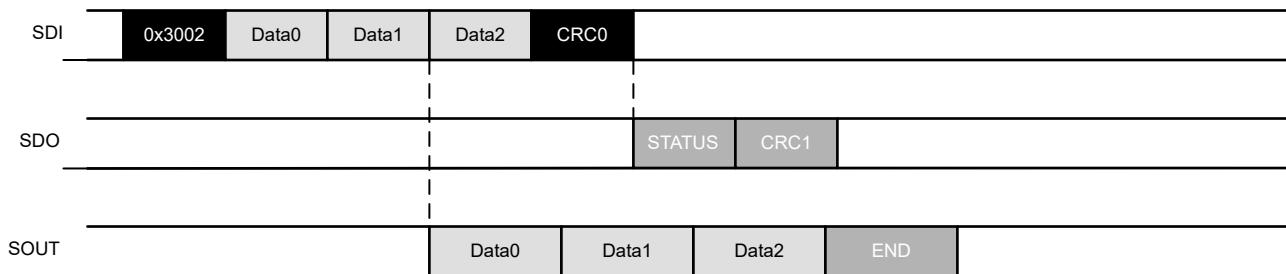 SDI 0x3002 Data0 Data1 Data2 CRC0
SDO STATUS CRC1
SOUT Data0 Data1 Data2 END